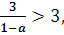 3/(1−a) > 3,